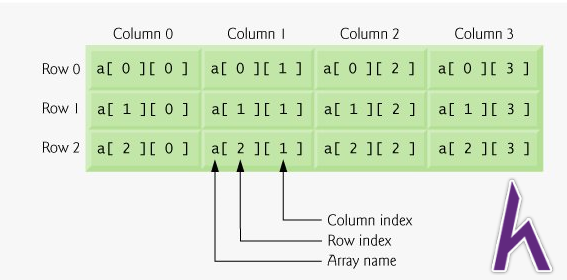 Column 0 Column 1 Column 2 Column 3
Row 0 a[ 0 ][ 0 ] a[ 0 ][ 1 ] a[ 0 ][ 2 ] a[ 0 ][ 3 ]
Row 1 a[ 1 ][ 0 ] a[ 1 ][ 1 ] a[ 1 ][ 2 ] a[ 1 ][ 3 ]
Row 2 a[ 2 ][ 0 ] a[ 2 ][ 1 ] a[ 2 ][ 2 ] a[ 2 ][ 3 ]
Column index
Row index
Array name